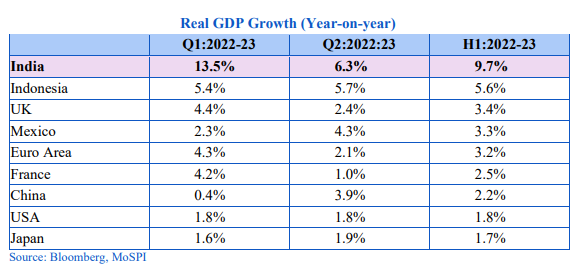 Real GDP Growth (Year-on-year)
Q1:2022-23 Q2:2022:23 H1:2022-23
India 13.5% 6.3% 9.7%
Indonesia 5.4% 5.7% 5.6%
UK 4.4% 2.4% 3.4%
Mexico 2.3% 4.3% 3.3%
Euro Area 4.3% 2.1% 3.2%
France 4.2% 1.0% 2.5%
China 0.4% 3.9% 2.2%
USA 1.8% 1.8% 1.8%
Japan 1.6% 1.9% 1.7%
Source: Bloomberg, MoSPI